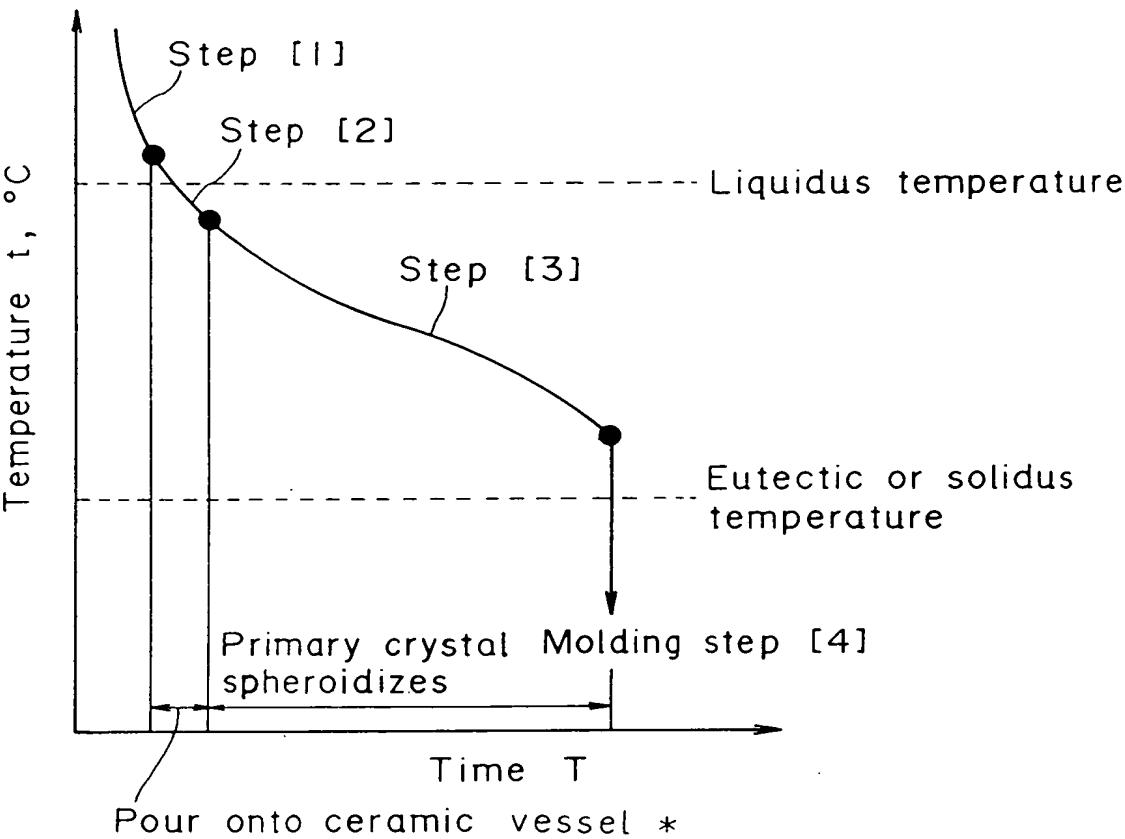 Step [1]
Step [2]
Liquidus temperature
Step [3]
Temperature t, °C
Eutectic or solidus
temperature
Primary crystal
spheroidizes
Molding step [4]
Time T
Pour onto ceramic vessel *